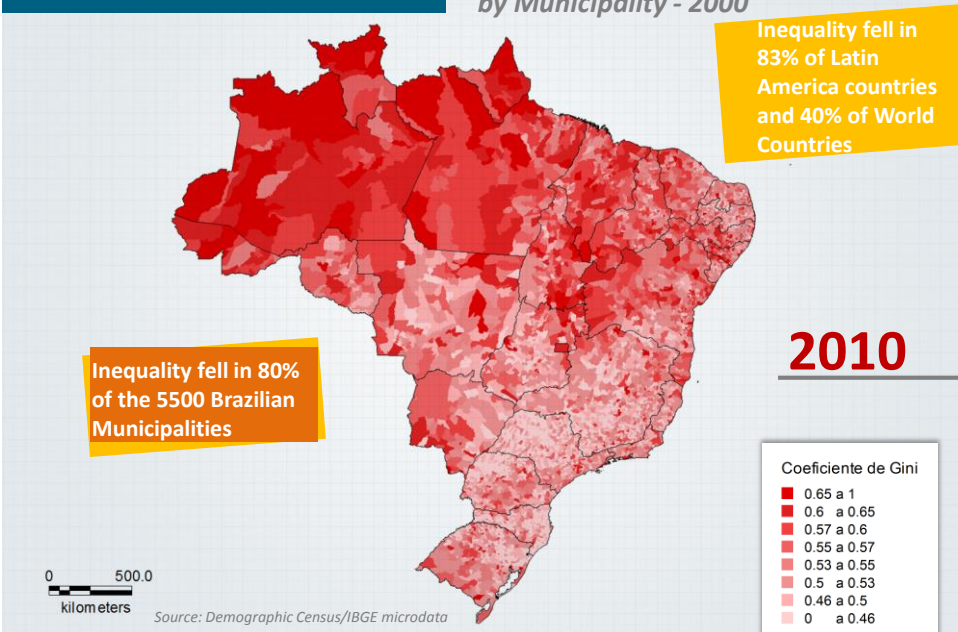 by Municipality - 2000
Inequality fell in
83% of Latin
America countries
and 40% of World
Countries
2010
Inequality fell in 80%
of the 5500 Brazilian
Municipalities
Coeficiente de Gini
0.65 a 1
0.6 a 0.65
0.57 a 0.6
0.55 a 0.57
0.53 a 0.55
0.5 a 0.53
0.46 a 0.5
0 a 0.46
0 500.0
kilometers
Source: Demographic Census/IBGE microdata